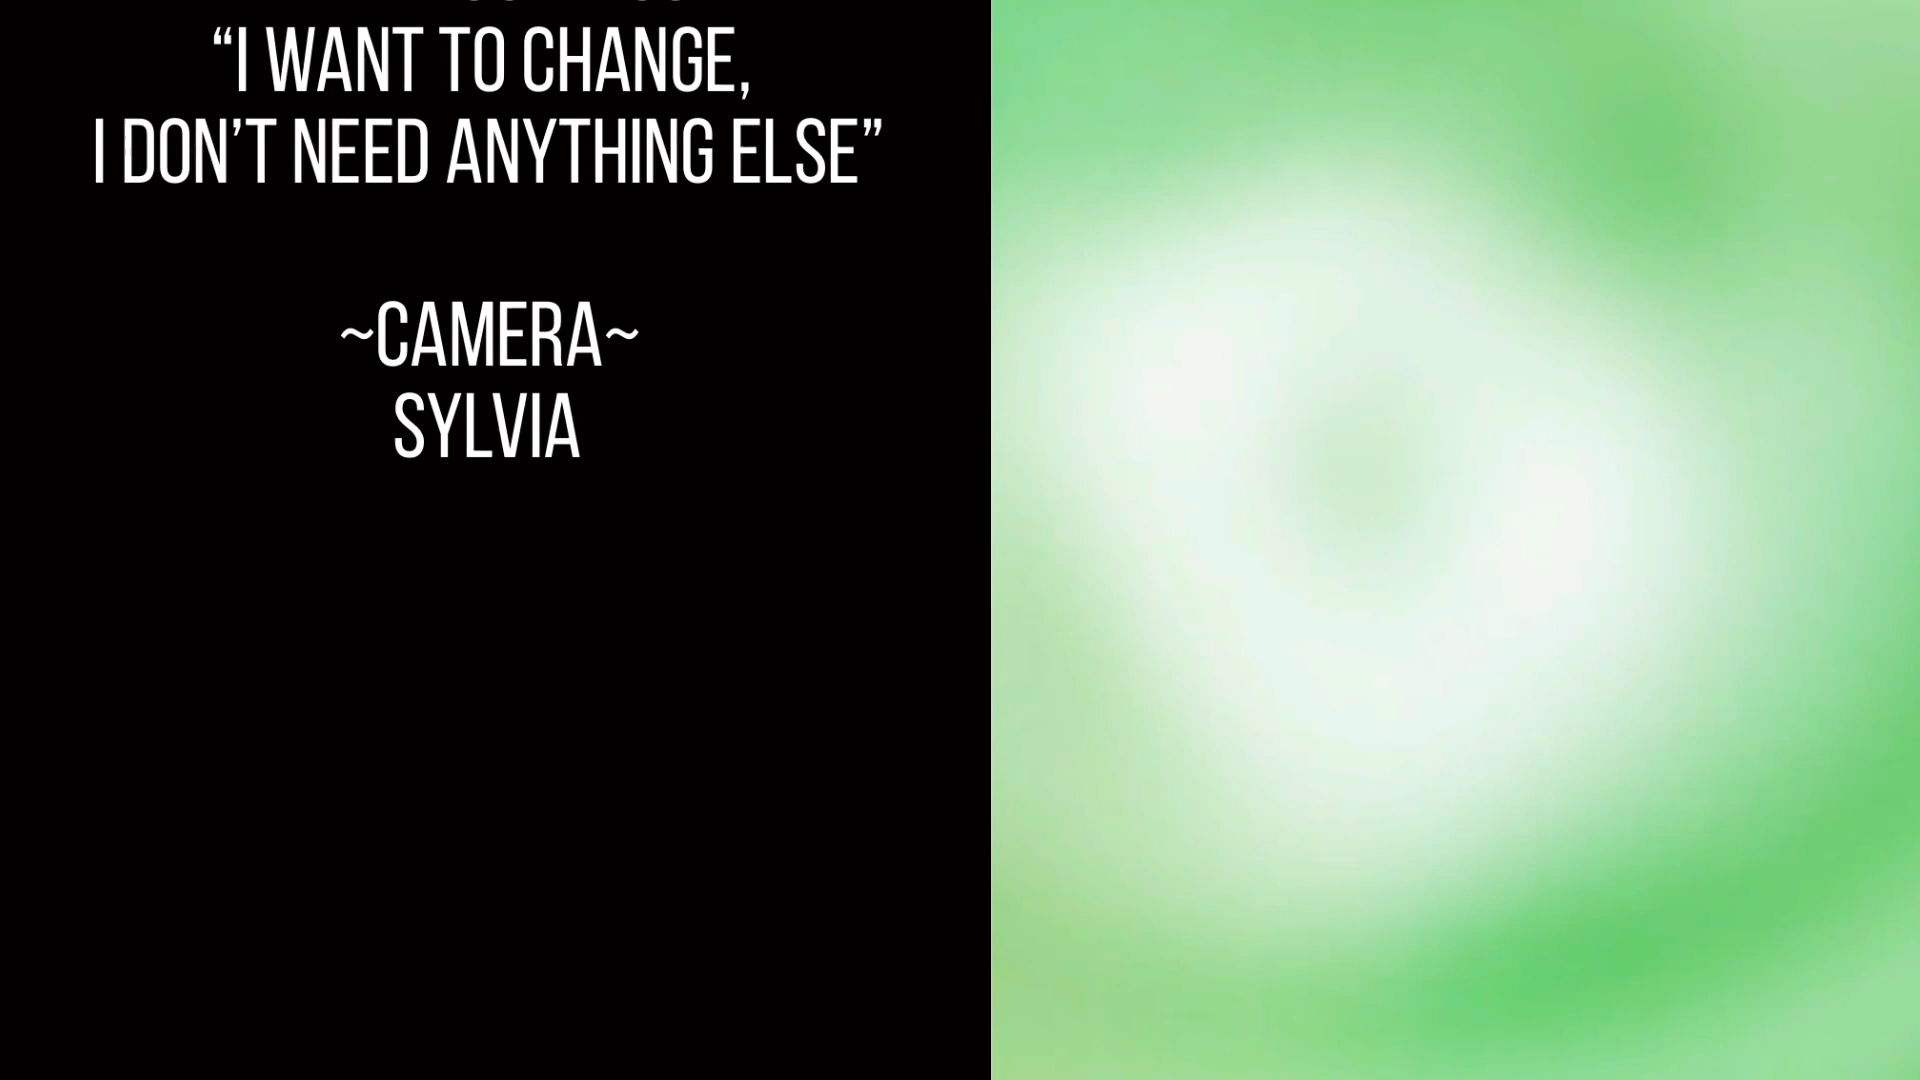 “I WANT TO CHANGE,
I DON’T NEED ANYTHING ELSE”
~CAMERA~
SYLVIA